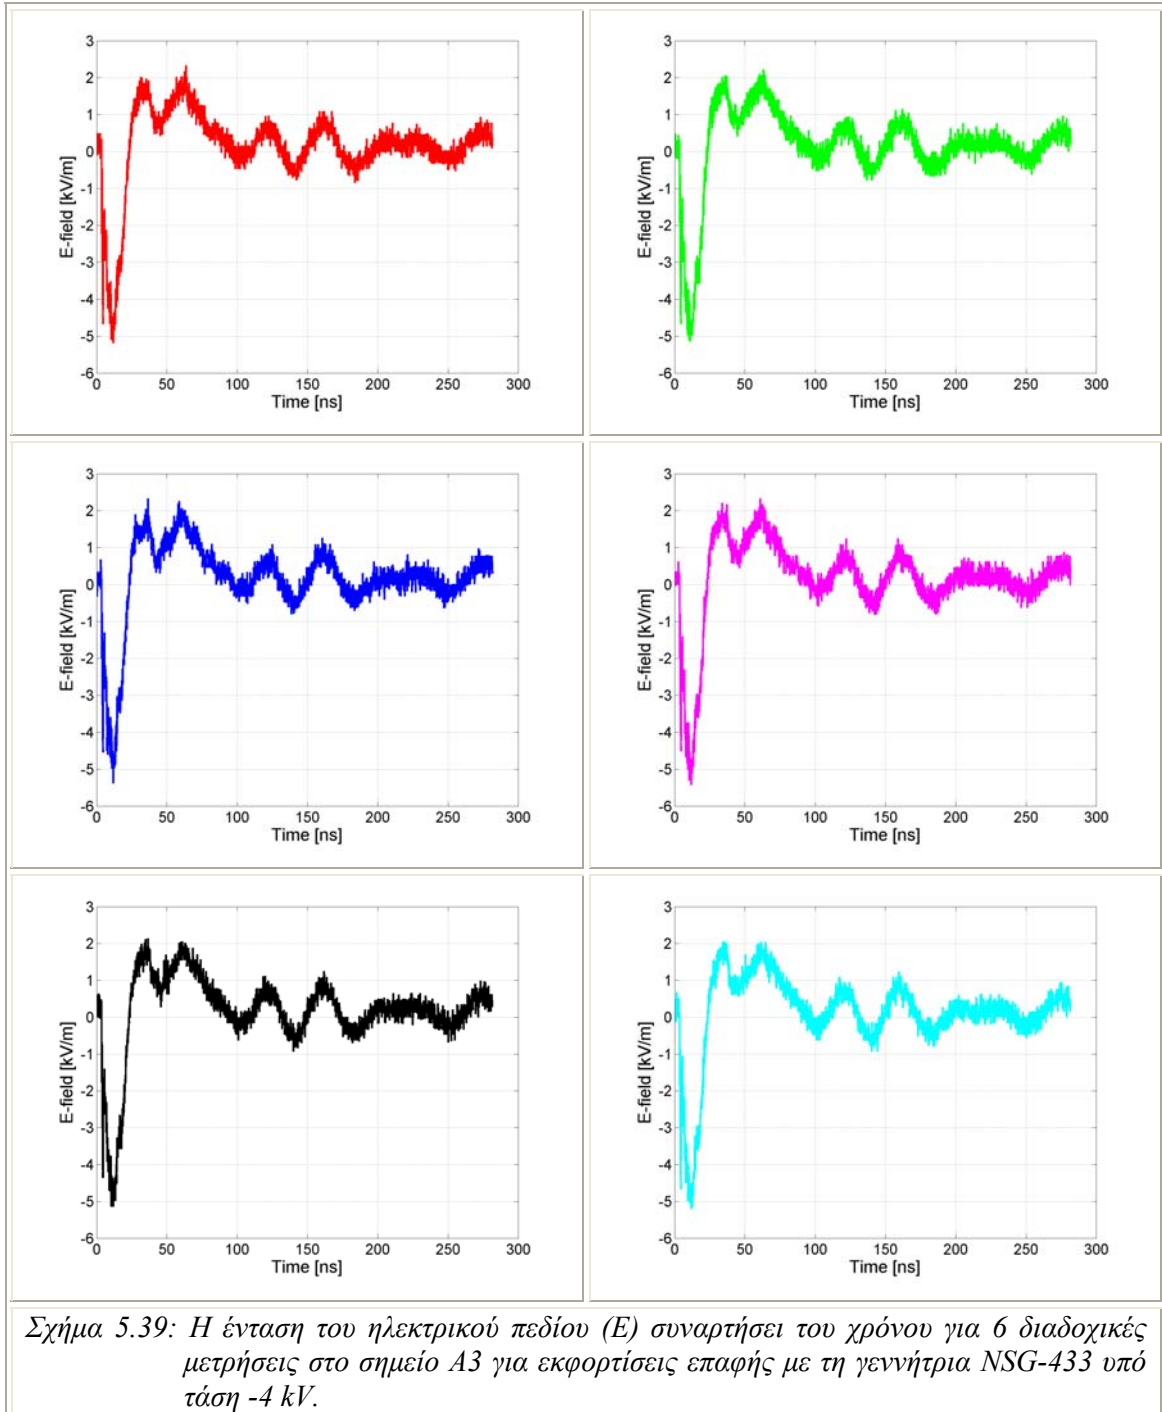 3
2
1
0
-1
-2
-3
-4
-5
-6
E-field [kV/m]
0 50 100 150 200 250 300
Time [ns]
3
2
1
0
-1
-2
-3
-4
-5
-6
E-field [kV/m]
0 50 100 150 200 250 300
Time [ns]
3
2
1
0
-1
-2
-3
-4
-5
-6
E-field [kV/m]
0 50 100 150 200 250 300
Time [ns]
3
2
1
0
-1
-2
-3
-4
-5
-6
E-field [kV/m]
0 50 100 150 200 250 300
Time [ns]
3
2
1
0
-1
-2
-3
-4
-5
-6
E-field [kV/m]
0 50 100 150 200 250 300
Time [ns]
3
2
1
0
-1
-2
-3
-4
-5
-6
E-field [kV/m]
0 50 100 150 200 250 300
Time [ns]
Σχήμα 5.39: Η ένταση του ηλεκτρικού πεδίου (Ε) συναρτήσει του χρόνου για 6 διαδοχικές
μετρήσεις στο σημείο Α3 για εκφορτίσεις επαφής με τη γεννήτρια NSG-433 υπό
τάση -4 kV.